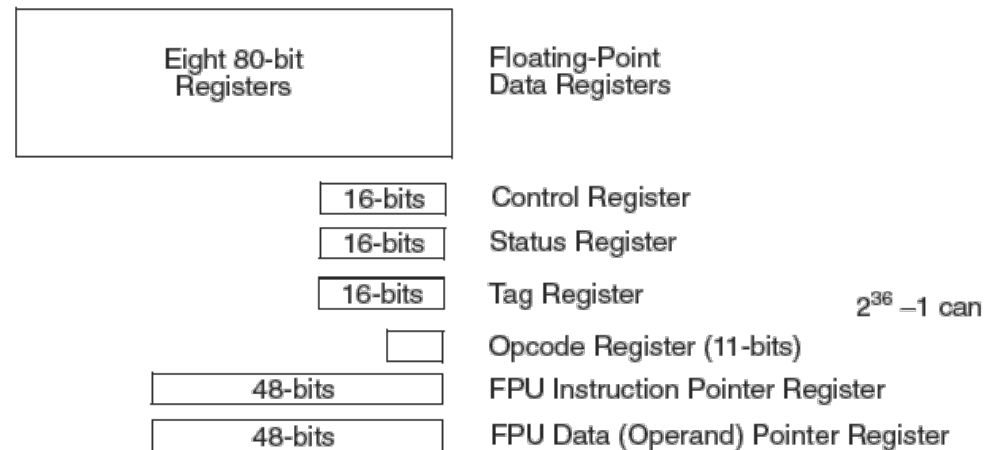 Eight 80-bit
Registers
Floating-Point
Data Registers
16-bits
Control Register
16-bits
Status Register
16-bits
Tag Register
2³⁶ –1 can
Opcode Register (11-bits)
48-bits
FPU Instruction Pointer Register
48-bits
FPU Data (Operand) Pointer Register